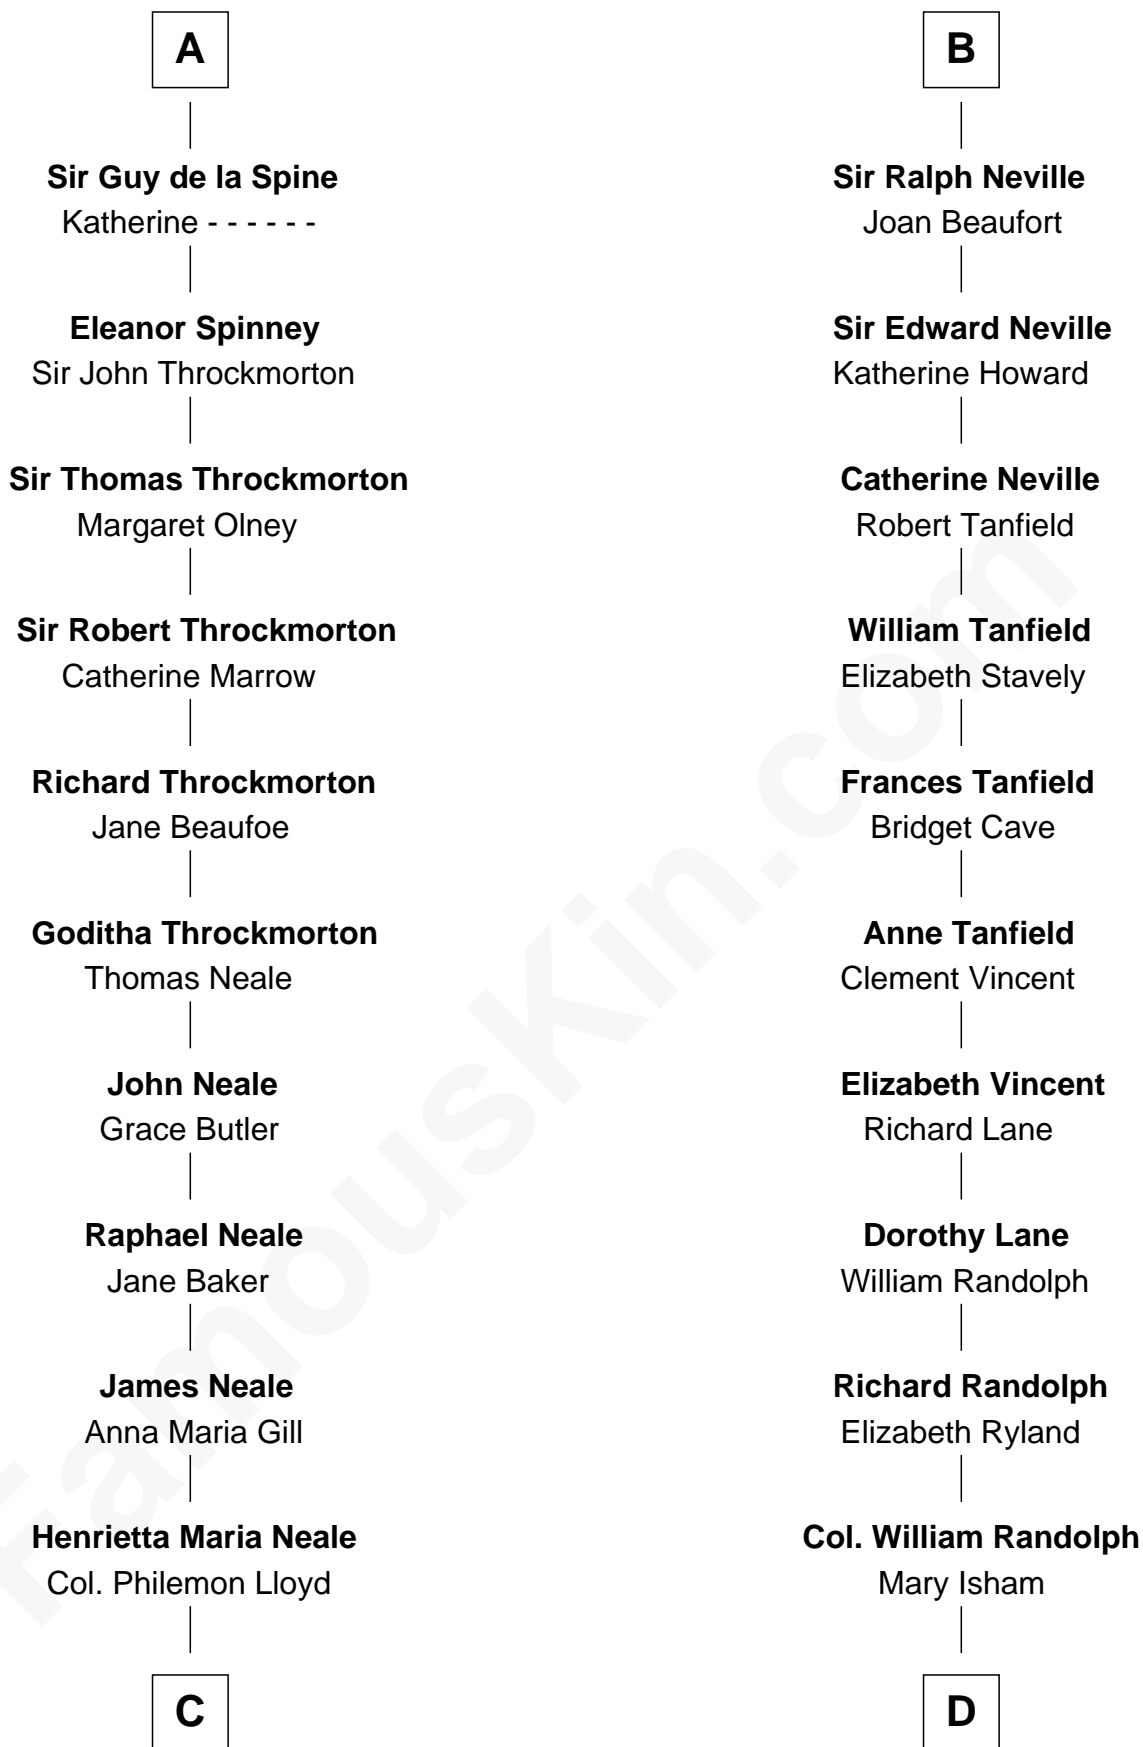 A
Sir Guy de la Spine
Katherine - - - - - -
Eleanor Spinney
Sir John Throckmorton
Sir Thomas Throckmorton
Margaret Olney
Sir Robert Throckmorton
Catherine Marrow
Richard Throckmorton
Jane Beaufoe
Goditha Throckmorton
Thomas Neale
John Neale
Grace Butler
Raphael Neale
Jane Baker
James Neale
Anna Maria Gill
Henrietta Maria Neale
Col. Philemon Lloyd
C
B
Sir Ralph Neville
Joan Beaufort
Sir Edward Neville
Katherine Howard
Catherine Neville
Robert Tanfield
William Tanfield
Elizabeth Stavely
Frances Tanfield
Bridget Cave
Anne Tanfield
Clement Vincent
Elizabeth Vincent
Richard Lane
Dorothy Lane
William Randolph
Richard Randolph
Elizabeth Ryland
Col. William Randolph
Mary Isham
D
FamousKin.com